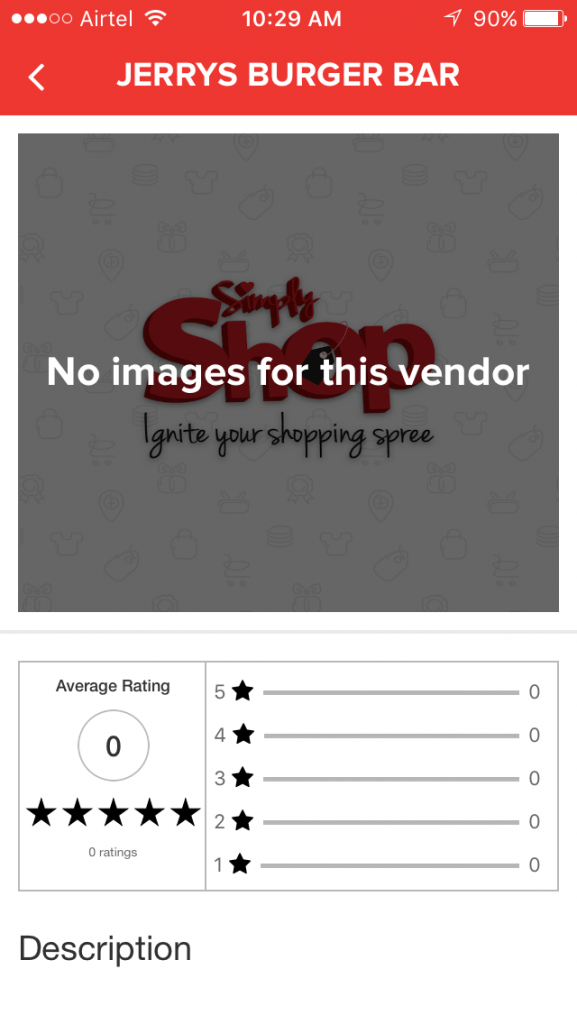 Airtel 10:29 AM 90%
JERRYS BURGER BAR
Simply
Shop
No images for this vendor
Ignite your shopping spree
Average Rating
0
0 ratings
5 ★ 0
4 ★ 0
3 ★ 0
2 ★ 0
1 ★ 0
Description